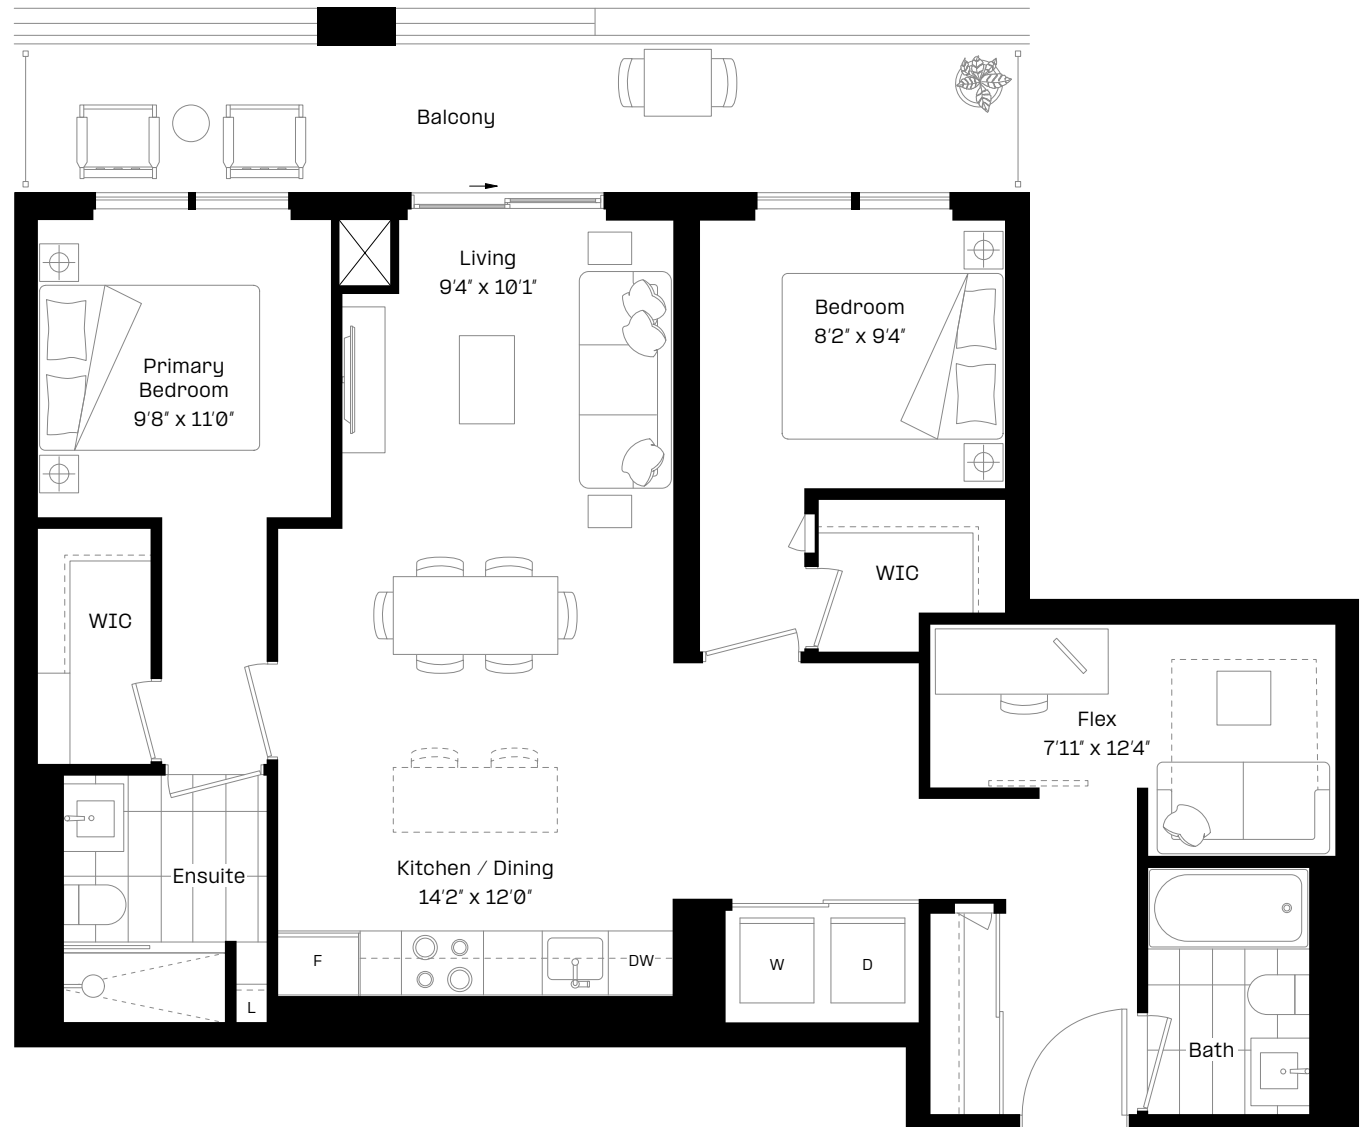 Balcony
Living
9'4" x 10'1"
Bedroom
8'2" x 9'4"
Primary
Bedroom
9'8" x 11'0"
WIC
WIC
Flex
7'11" x 12'4"
Kitchen / Dining
14'2" x 12'0"
Ensuite
F
DW
W
D
L
Bath